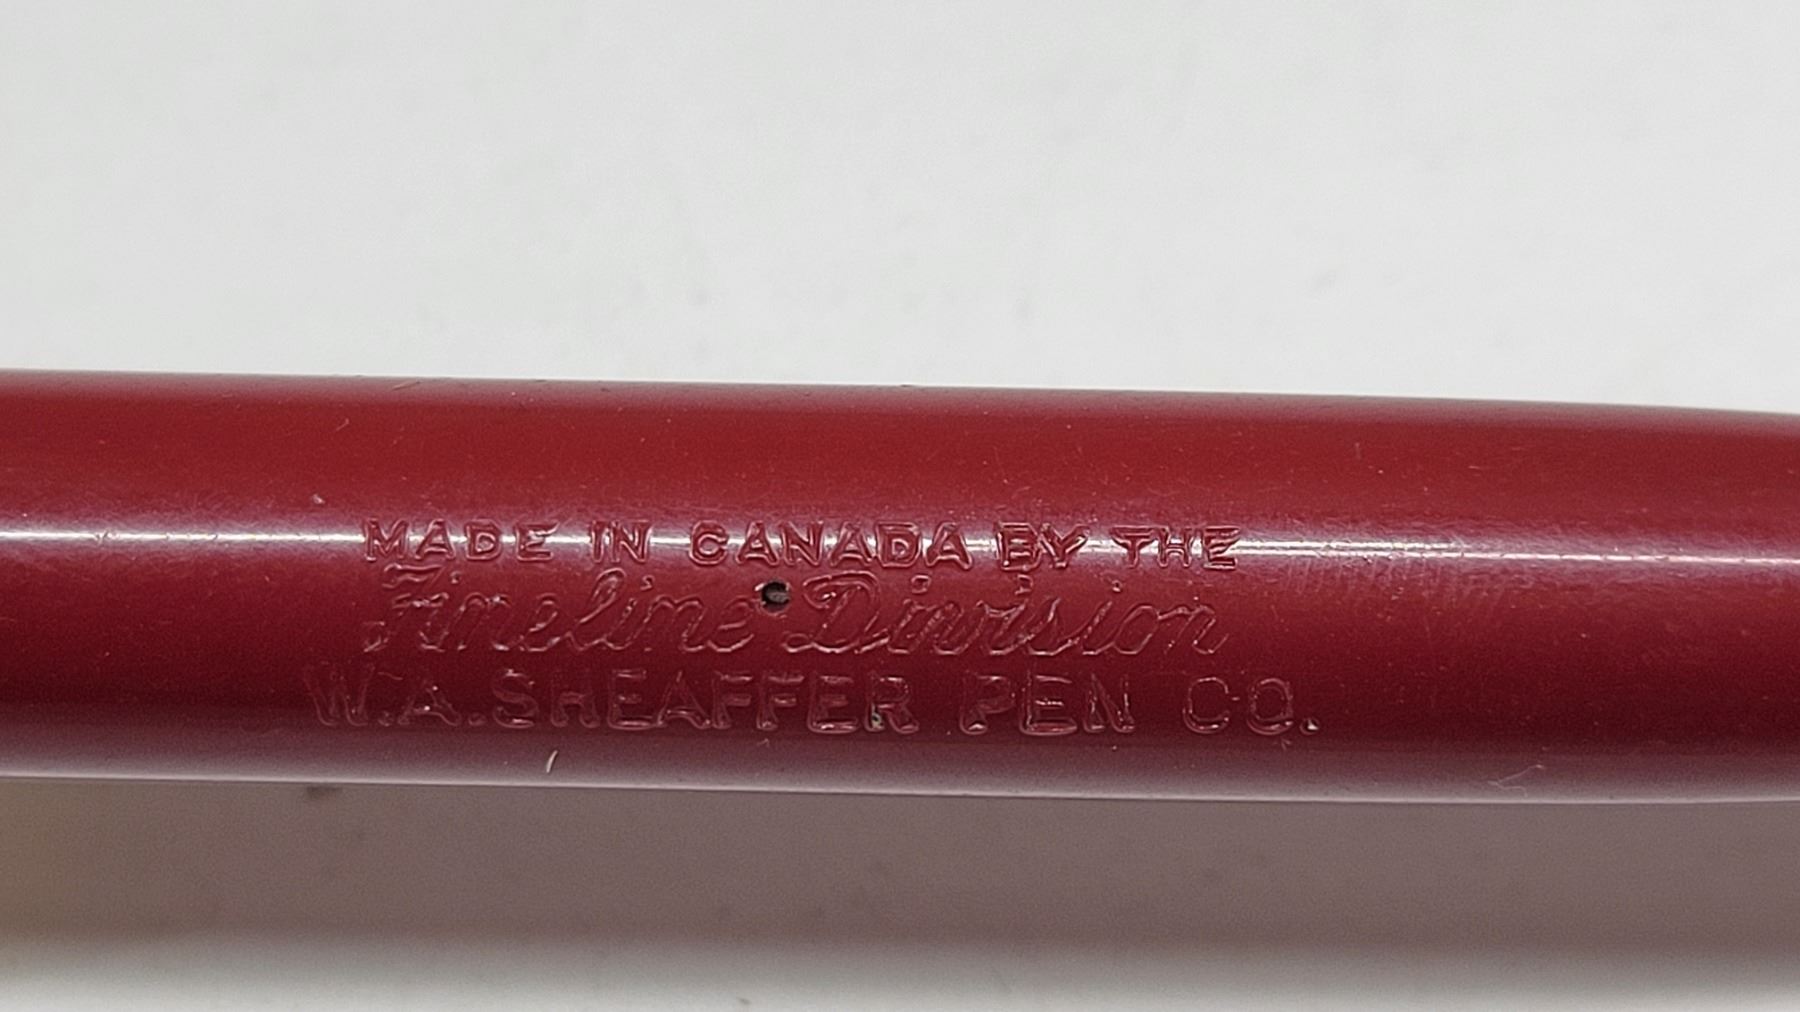 MADE IN CANADA BY THE
Fineline Division
W.A.SHEAFFER PEN CO.